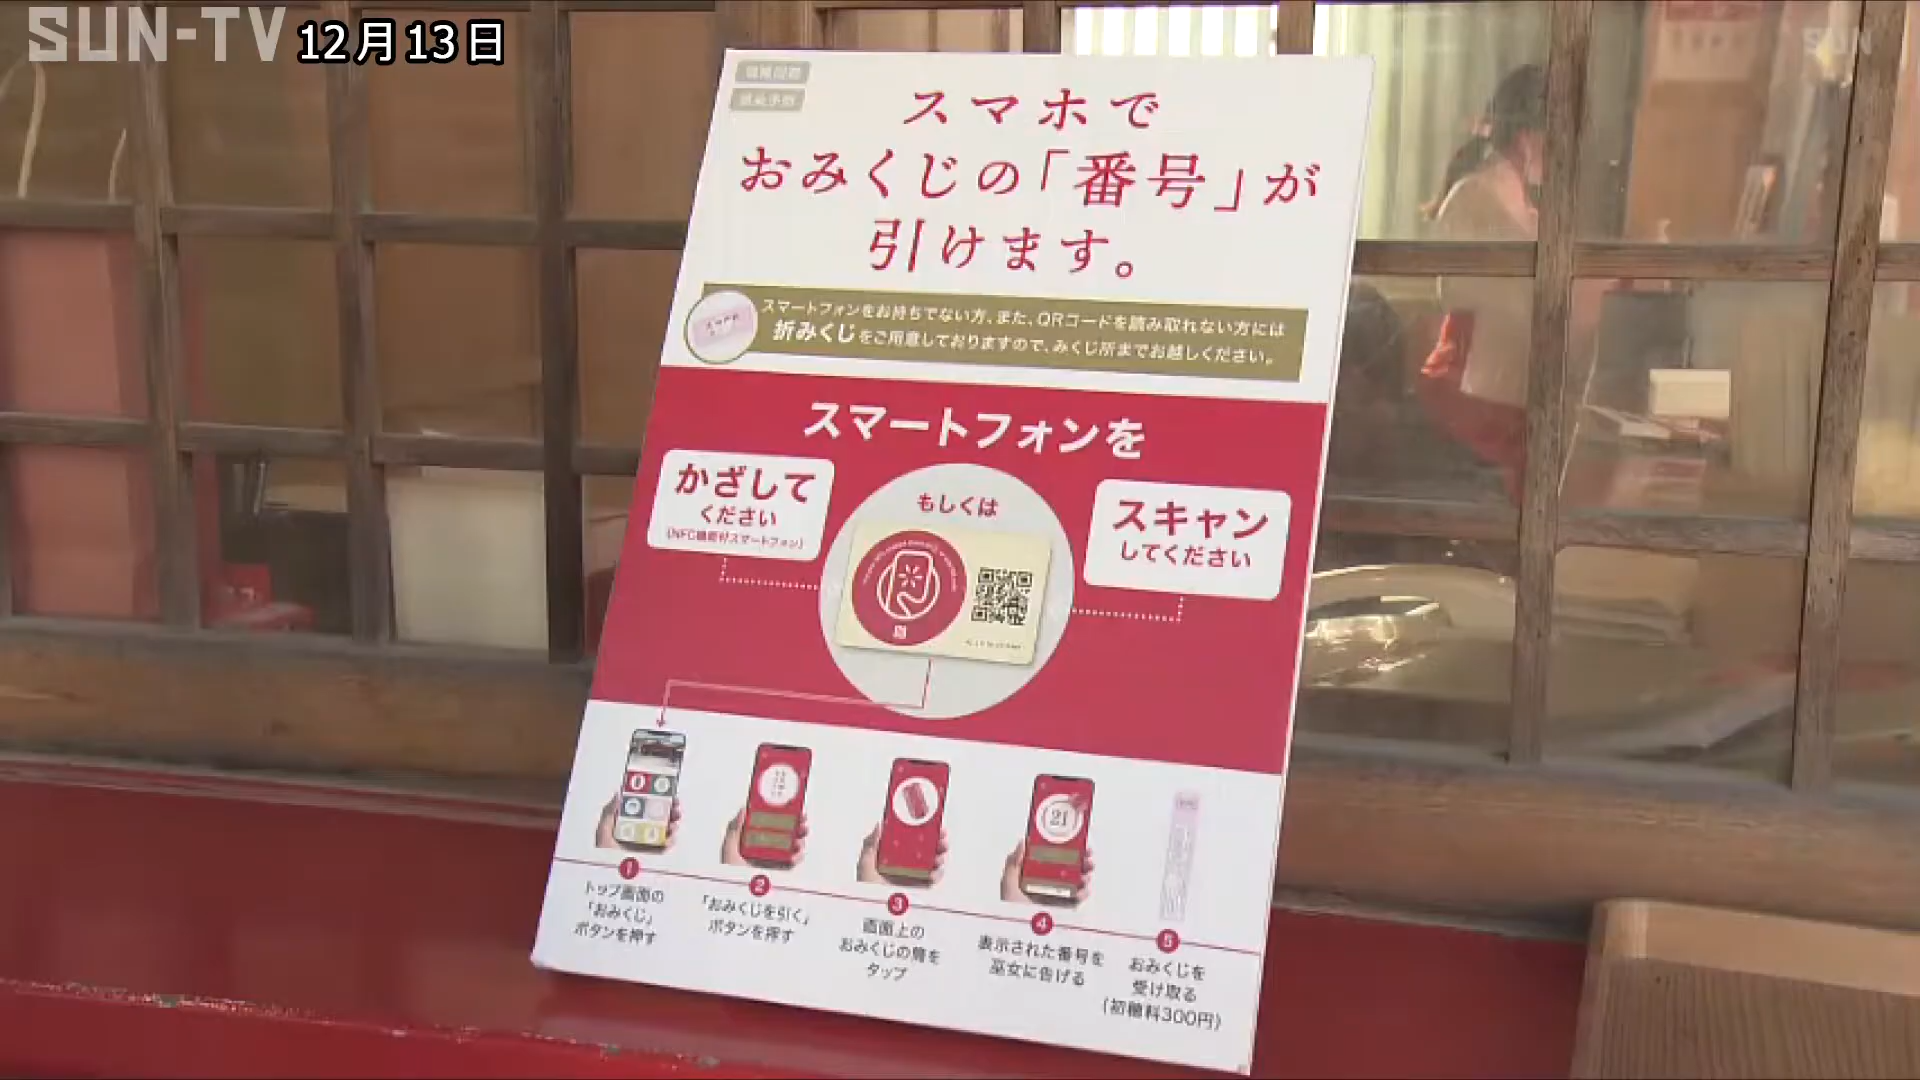 SUN-TV 12月13日
SUN
感染予防
スマホで
おみくじの「番号」が
引けます。
スマートフォンをお持ちでない方、また、QRコードを読み取れない方には
折みくじをご用意しておりますので、みくじ所までお越しください。
スマートフォンを
かざして
ください
(NFC機能付スマートフォン)
もしくは
スキャン
してください
21
1
トップ画面の
「おみくじ」
ボタンを押す
2
「おみくじを引く」
ボタンを押す
3
画面上の
おみくじの筒を
タップ
4
表示された番号を
巫女に告げる
5
おみくじを
受け取る
(初穂料300円)